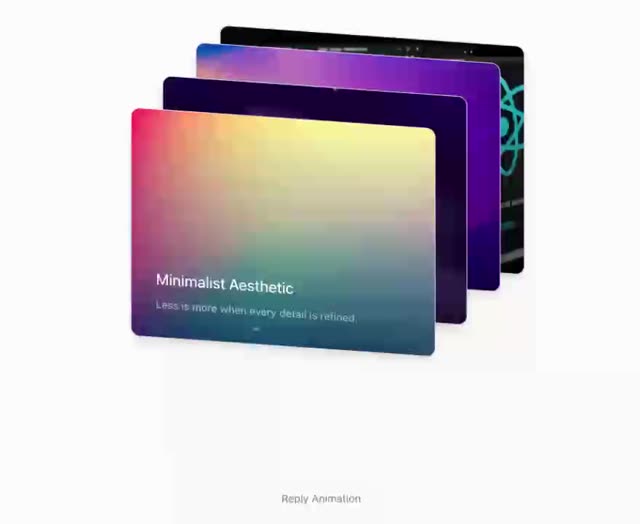 Minimalist Aesthetic
Less is more when every detail is refined.
Reply Animation